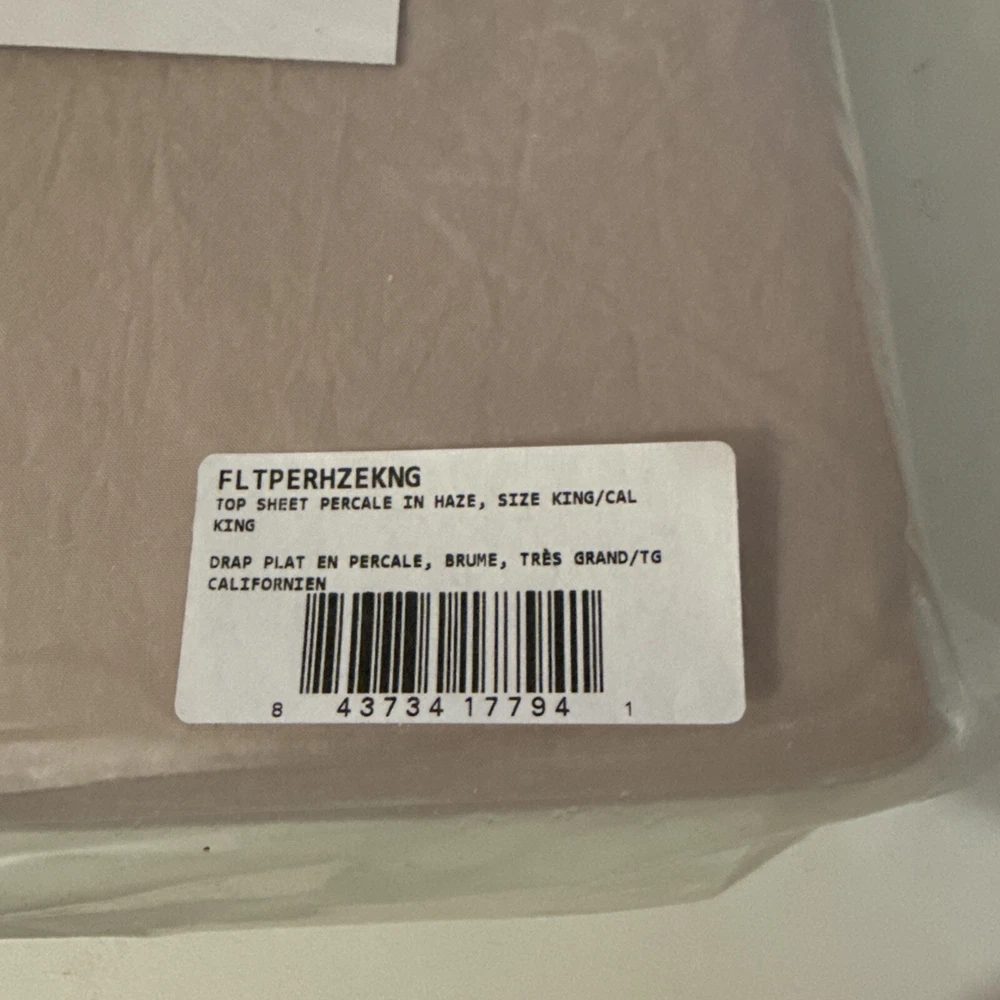 FLTPERHZEKNG
TOP SHEET PERCALE IN HAZE, SIZE KING/CAL
KING
DRAP PLAT EN PERCALE, BRUME, TRÈS GRAND/TG
CALIFORNIEN
8 43734 17794 1